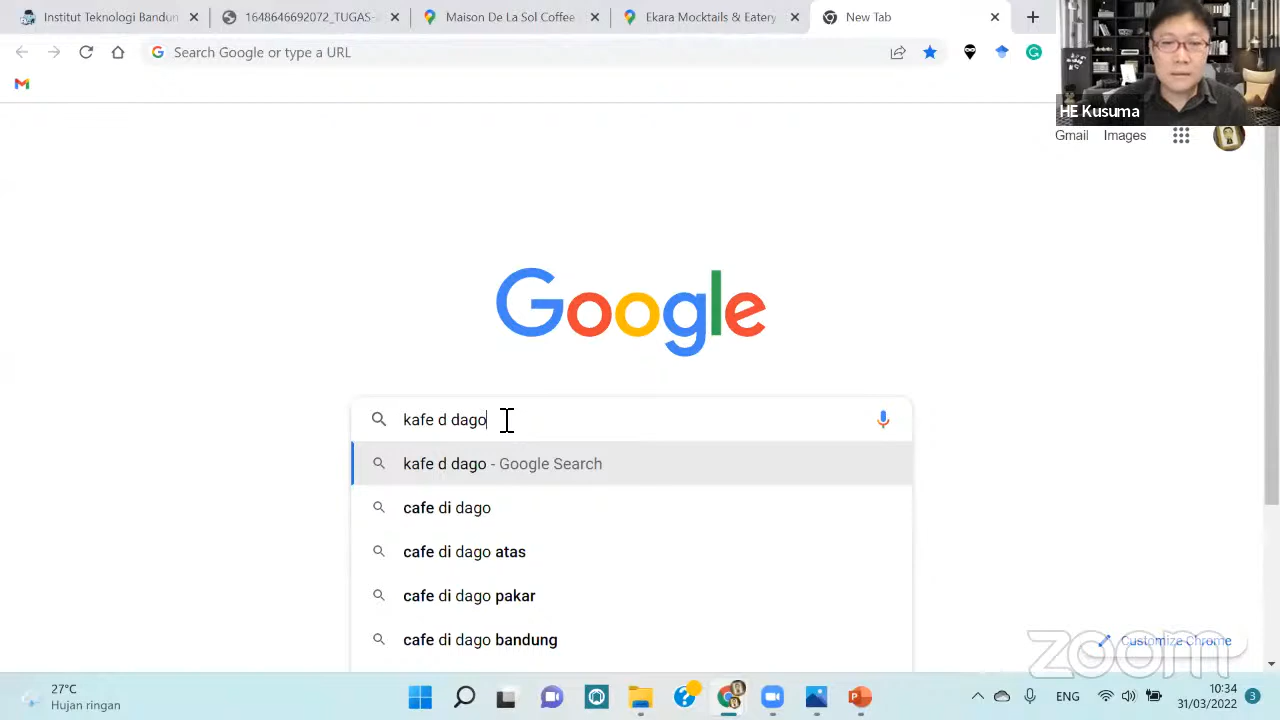 Institut Teknologi Bandun
1648646692072_TUGAS-
Maison De Dago! Coffee
Ekara Mocktails & Eatery
New Tab
Search Google or type a URL
HE Kusuma
Gmail
Images
Google
kafe d dago
kafe d dago - Google Search
cafe di dago
cafe di dago atas
cafe di dago pakar
cafe di dago bandung
Customize Chrome
zoom
27°C
Hujan ringan
ENG
10:34
31/03/2022
3